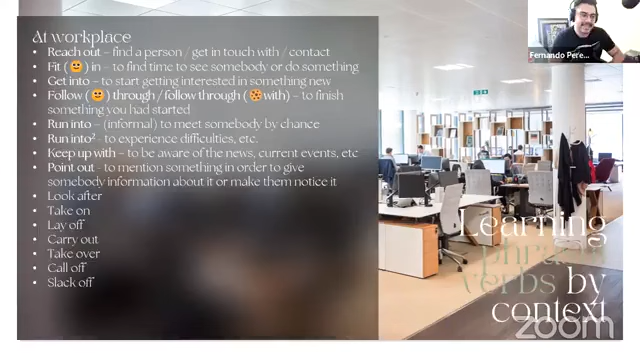 At workplace
• Reach out – find a person / get in touch with / contact
• Fit (😐) in – to find time to see somebody or do something
• Get into – to start getting interested in something new
• Follow (😐) through / follow through (🍪with) – to finish
something you had started
• Run into – (informal) to meet somebody by chance
• Run into² - to experience difficulties, etc.
• Keep up with – to be aware of the news, current events, etc
• Point out – to mention something in order to give
somebody information about it or make them notice it
• Look after
• Take on
• Lay off
• Carry out
• Take over
• Call off
• Slack off
Fernando Pere...
Learning
phrasal
verbs by
context
zoom